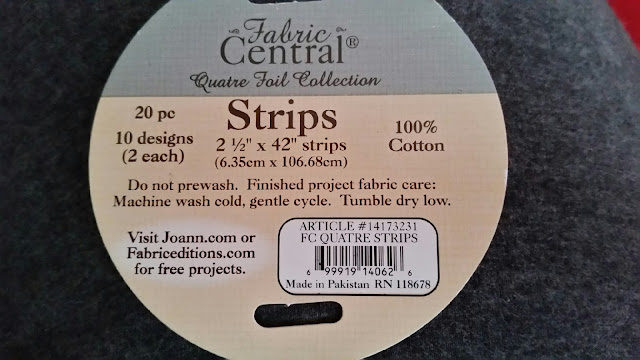 Fabric
Central®
Quatre Foil Collection
20 pc
10 designs
(2 each)
Strips
2 ½" x 42" strips
(6.35cm x 106.68cm)
100%
Cotton
Do not prewash. Finished project fabric care:
Machine wash cold, gentle cycle. Tumble dry low.
Visit Joann.com or
Fabriceditions.com
for free projects.
ARTICLE #14173231
FC QUATRE STRIPS
6 99919 14062 6
Made in Pakistan RN 118678